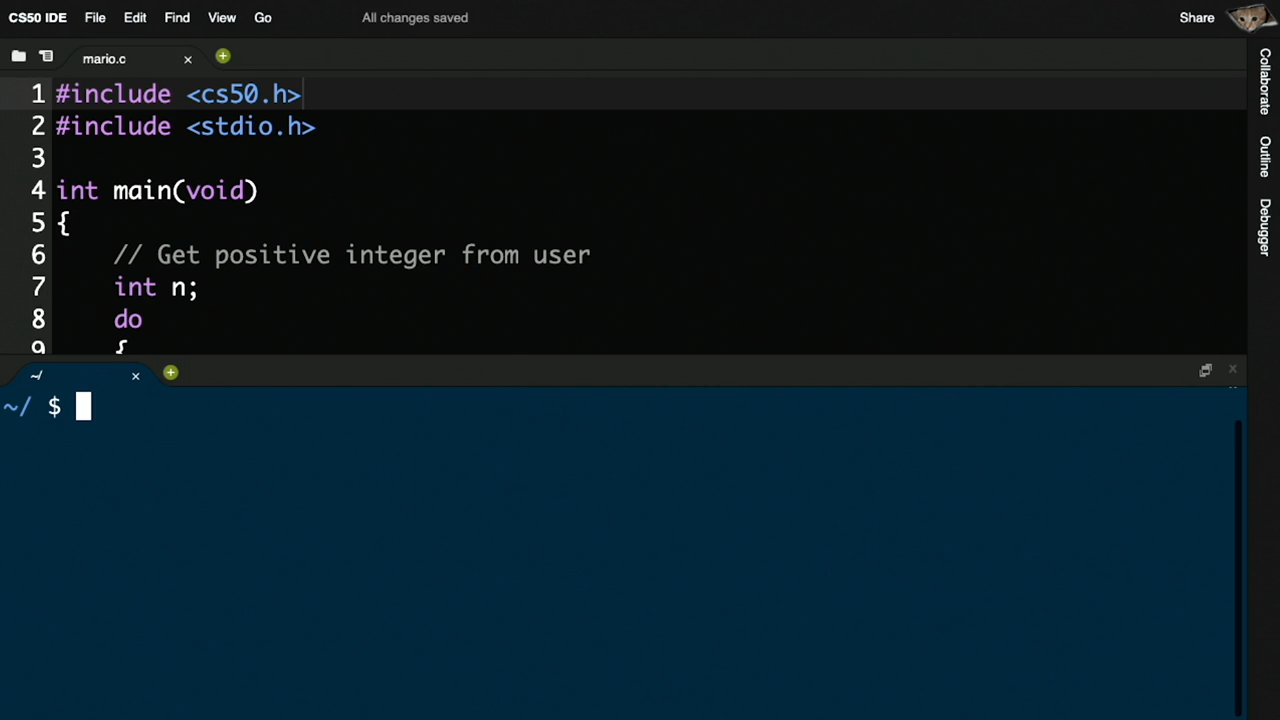 CS50 IDE File Edit Find View Go All changes saved Share
mario.c
1 #include <cs50.h>
2 #include <stdio.h>
3
4 int main(void)
5 {
6 // Get positive integer from user
7 int n;
8 do
9 {
~/
~/ $
Collaborate
Outline
Debugger